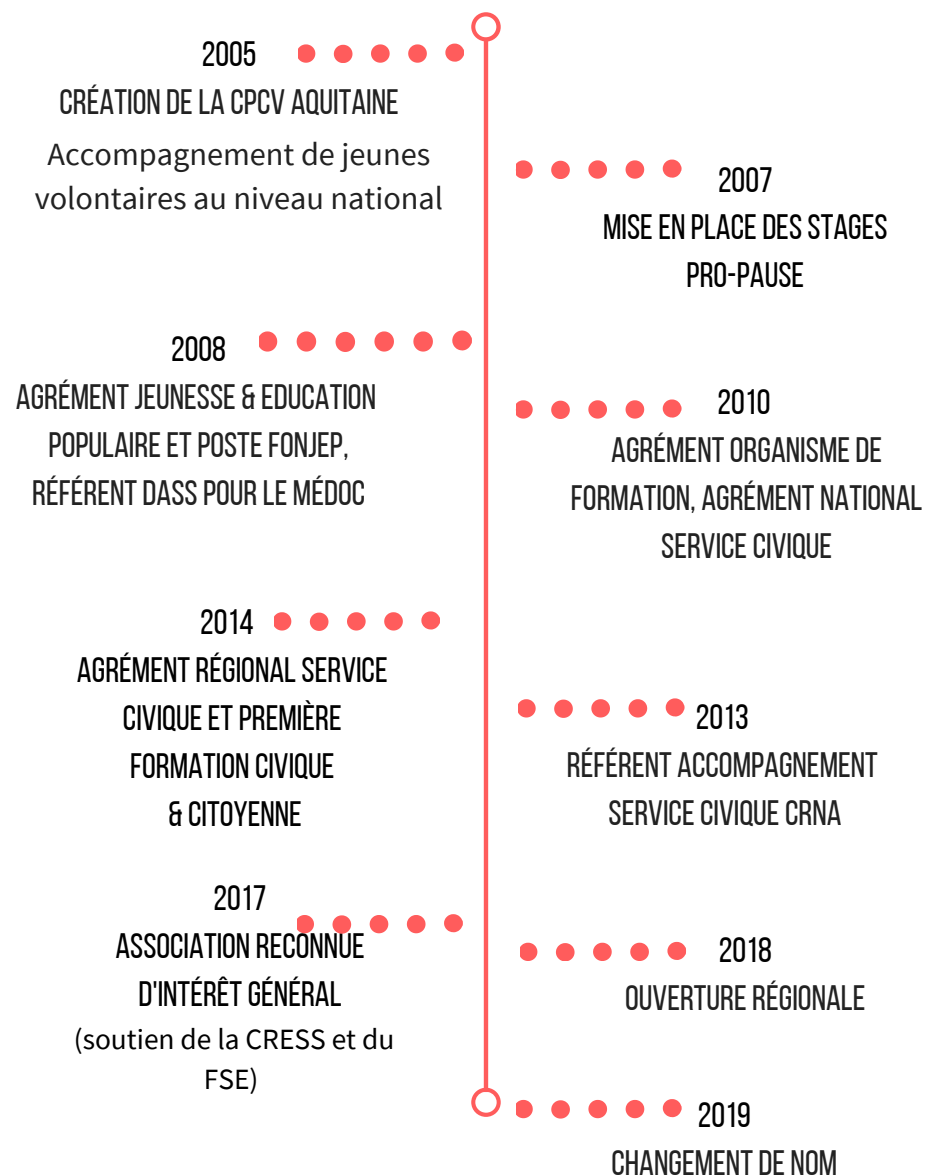 2005
CRÉATION DE LA CPCV AQUITAINE
Accompagnement de jeunes
volontaires au niveau national
2007
MISE EN PLACE DES STAGES
PRO-PAUSE
2008
AGRÉMENT JEUNESSE & EDUCATION
POPULAIRE ET POSTE FONJEP,
RÉFÉRENT DASS POUR LE MÉDOC
2010
AGRÉMENT ORGANISME DE
FORMATION, AGRÉMENT NATIONAL
SERVICE CIVIQUE
2014
AGRÉMENT RÉGIONAL SERVICE
CIVIQUE ET PREMIÈRE
FORMATION CIVIQUE
& CITOYENNE
2013
RÉFÉRENT ACCOMPAGNEMENT
SERVICE CIVIQUE CRNA
2017
ASSOCIATION RECONNUE
D'INTÉRÊT GÉNÉRAL
(soutien de la CRESS et du
FSE)
2018
OUVERTURE RÉGIONALE
2019
CHANGEMENT DE NOM